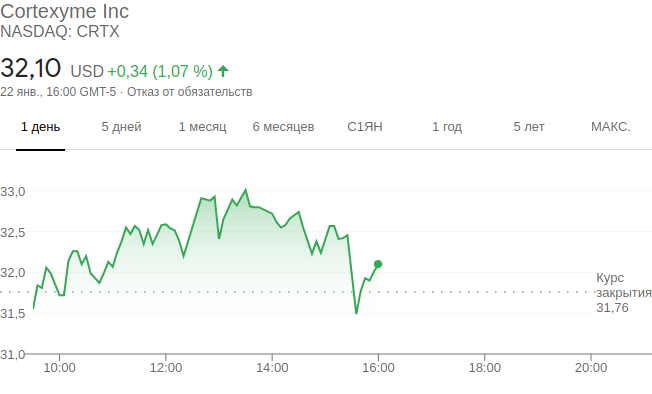 Cortexyme Inc
NASDAQ: CRTX
32,10 USD +0,34 (1,07 %)
22 янв., 16:00 GMT-5 · Отказ от обязательств
1 день 5 дней 1 месяц 6 месяцев С1ЯН 1 год 5 лет МАКС.
33,0
32,5
32,0
31,5
31,0
Курс
закрытия
31,76
10:00 12:00 14:00 16:00 18:00 20:00